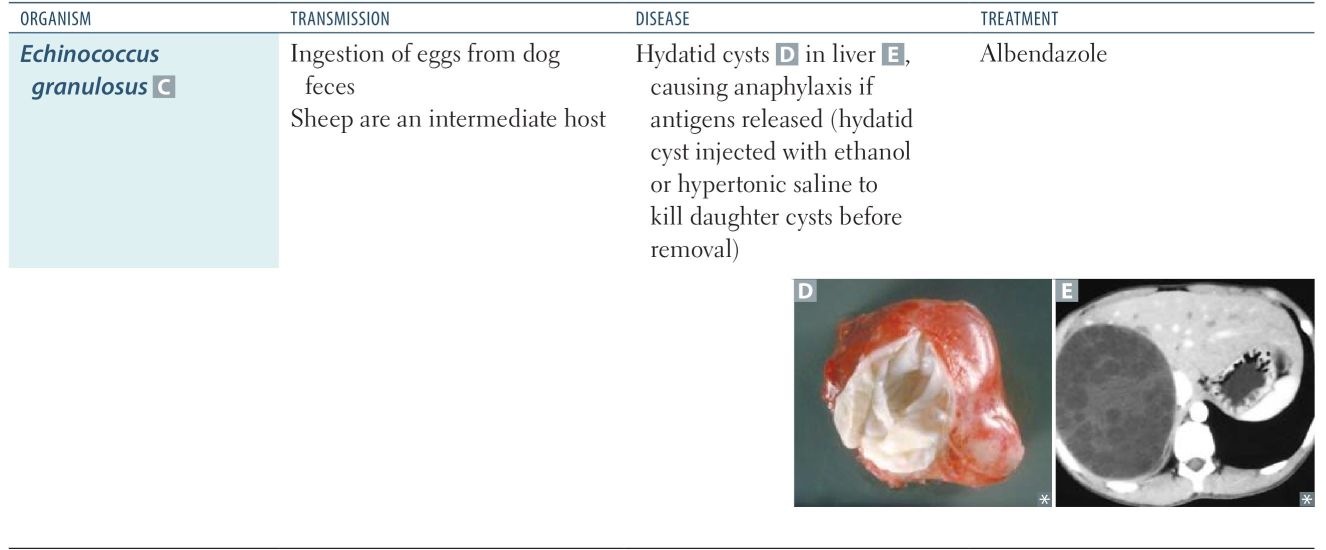 ORGANISM TRANSMISSION DISEASE TREATMENT
Echinococcus
granulosus C
Ingestion of eggs from dog
feces
Sheep are an intermediate host
Hydatid cysts D in liver E,
causing anaphylaxis if
antigens released (hydatid
cyst injected with ethanol
or hypertonic saline to
kill daughter cysts before
removal)
Albendazole
D
*
E
*